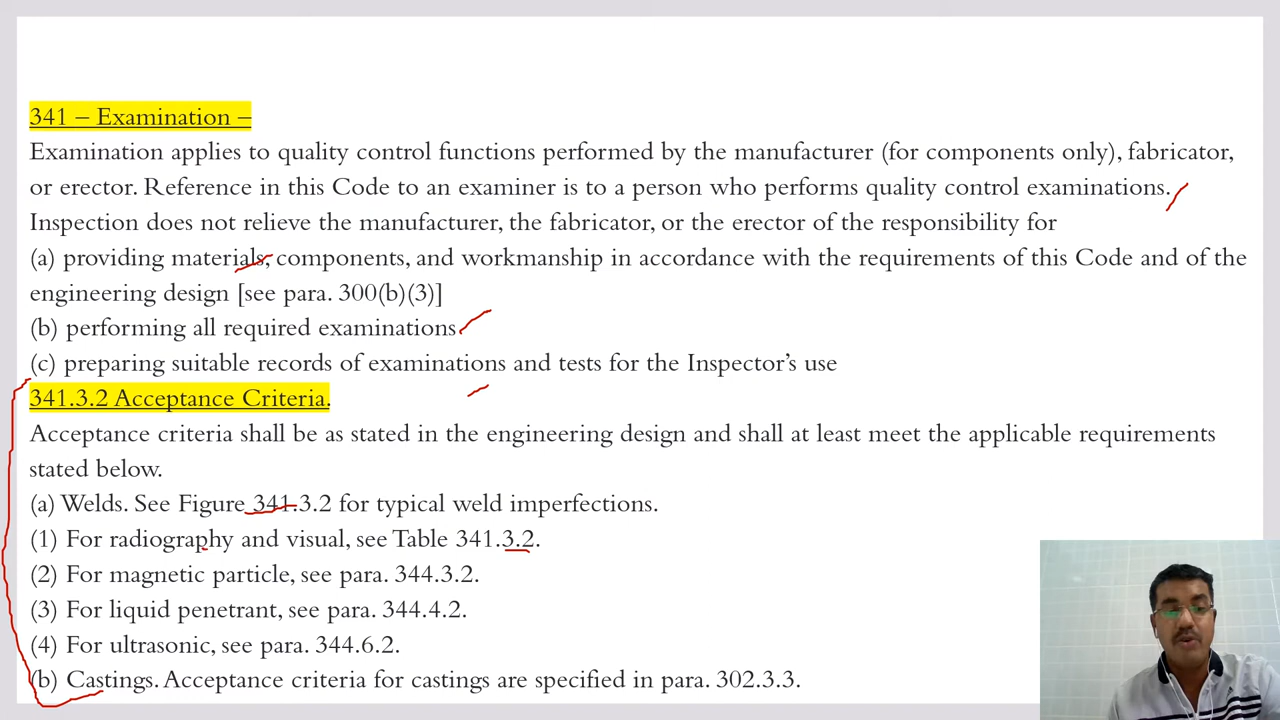 341 – Examination –
Examination applies to quality control functions performed by the manufacturer (for components only), fabricator,
or erector. Reference in this Code to an examiner is to a person who performs quality control examinations.
Inspection does not relieve the manufacturer, the fabricator, or the erector of the responsibility for
(a) providing materials, components, and workmanship in accordance with the requirements of this Code and of the
engineering design [see para. 300(b)(3)]
(b) performing all required examinations
(c) preparing suitable records of examinations and tests for the Inspector’s use
341.3.2 Acceptance Criteria.
Acceptance criteria shall be as stated in the engineering design and shall at least meet the applicable requirements
stated below.
(a) Welds. See Figure 341.3.2 for typical weld imperfections.
(1) For radiography and visual, see Table 341.3.2.
(2) For magnetic particle, see para. 344.3.2.
(3) For liquid penetrant, see para. 344.4.2.
(4) For ultrasonic, see para. 344.6.2.
(b) Castings. Acceptance criteria for castings are specified in para. 302.3.3.